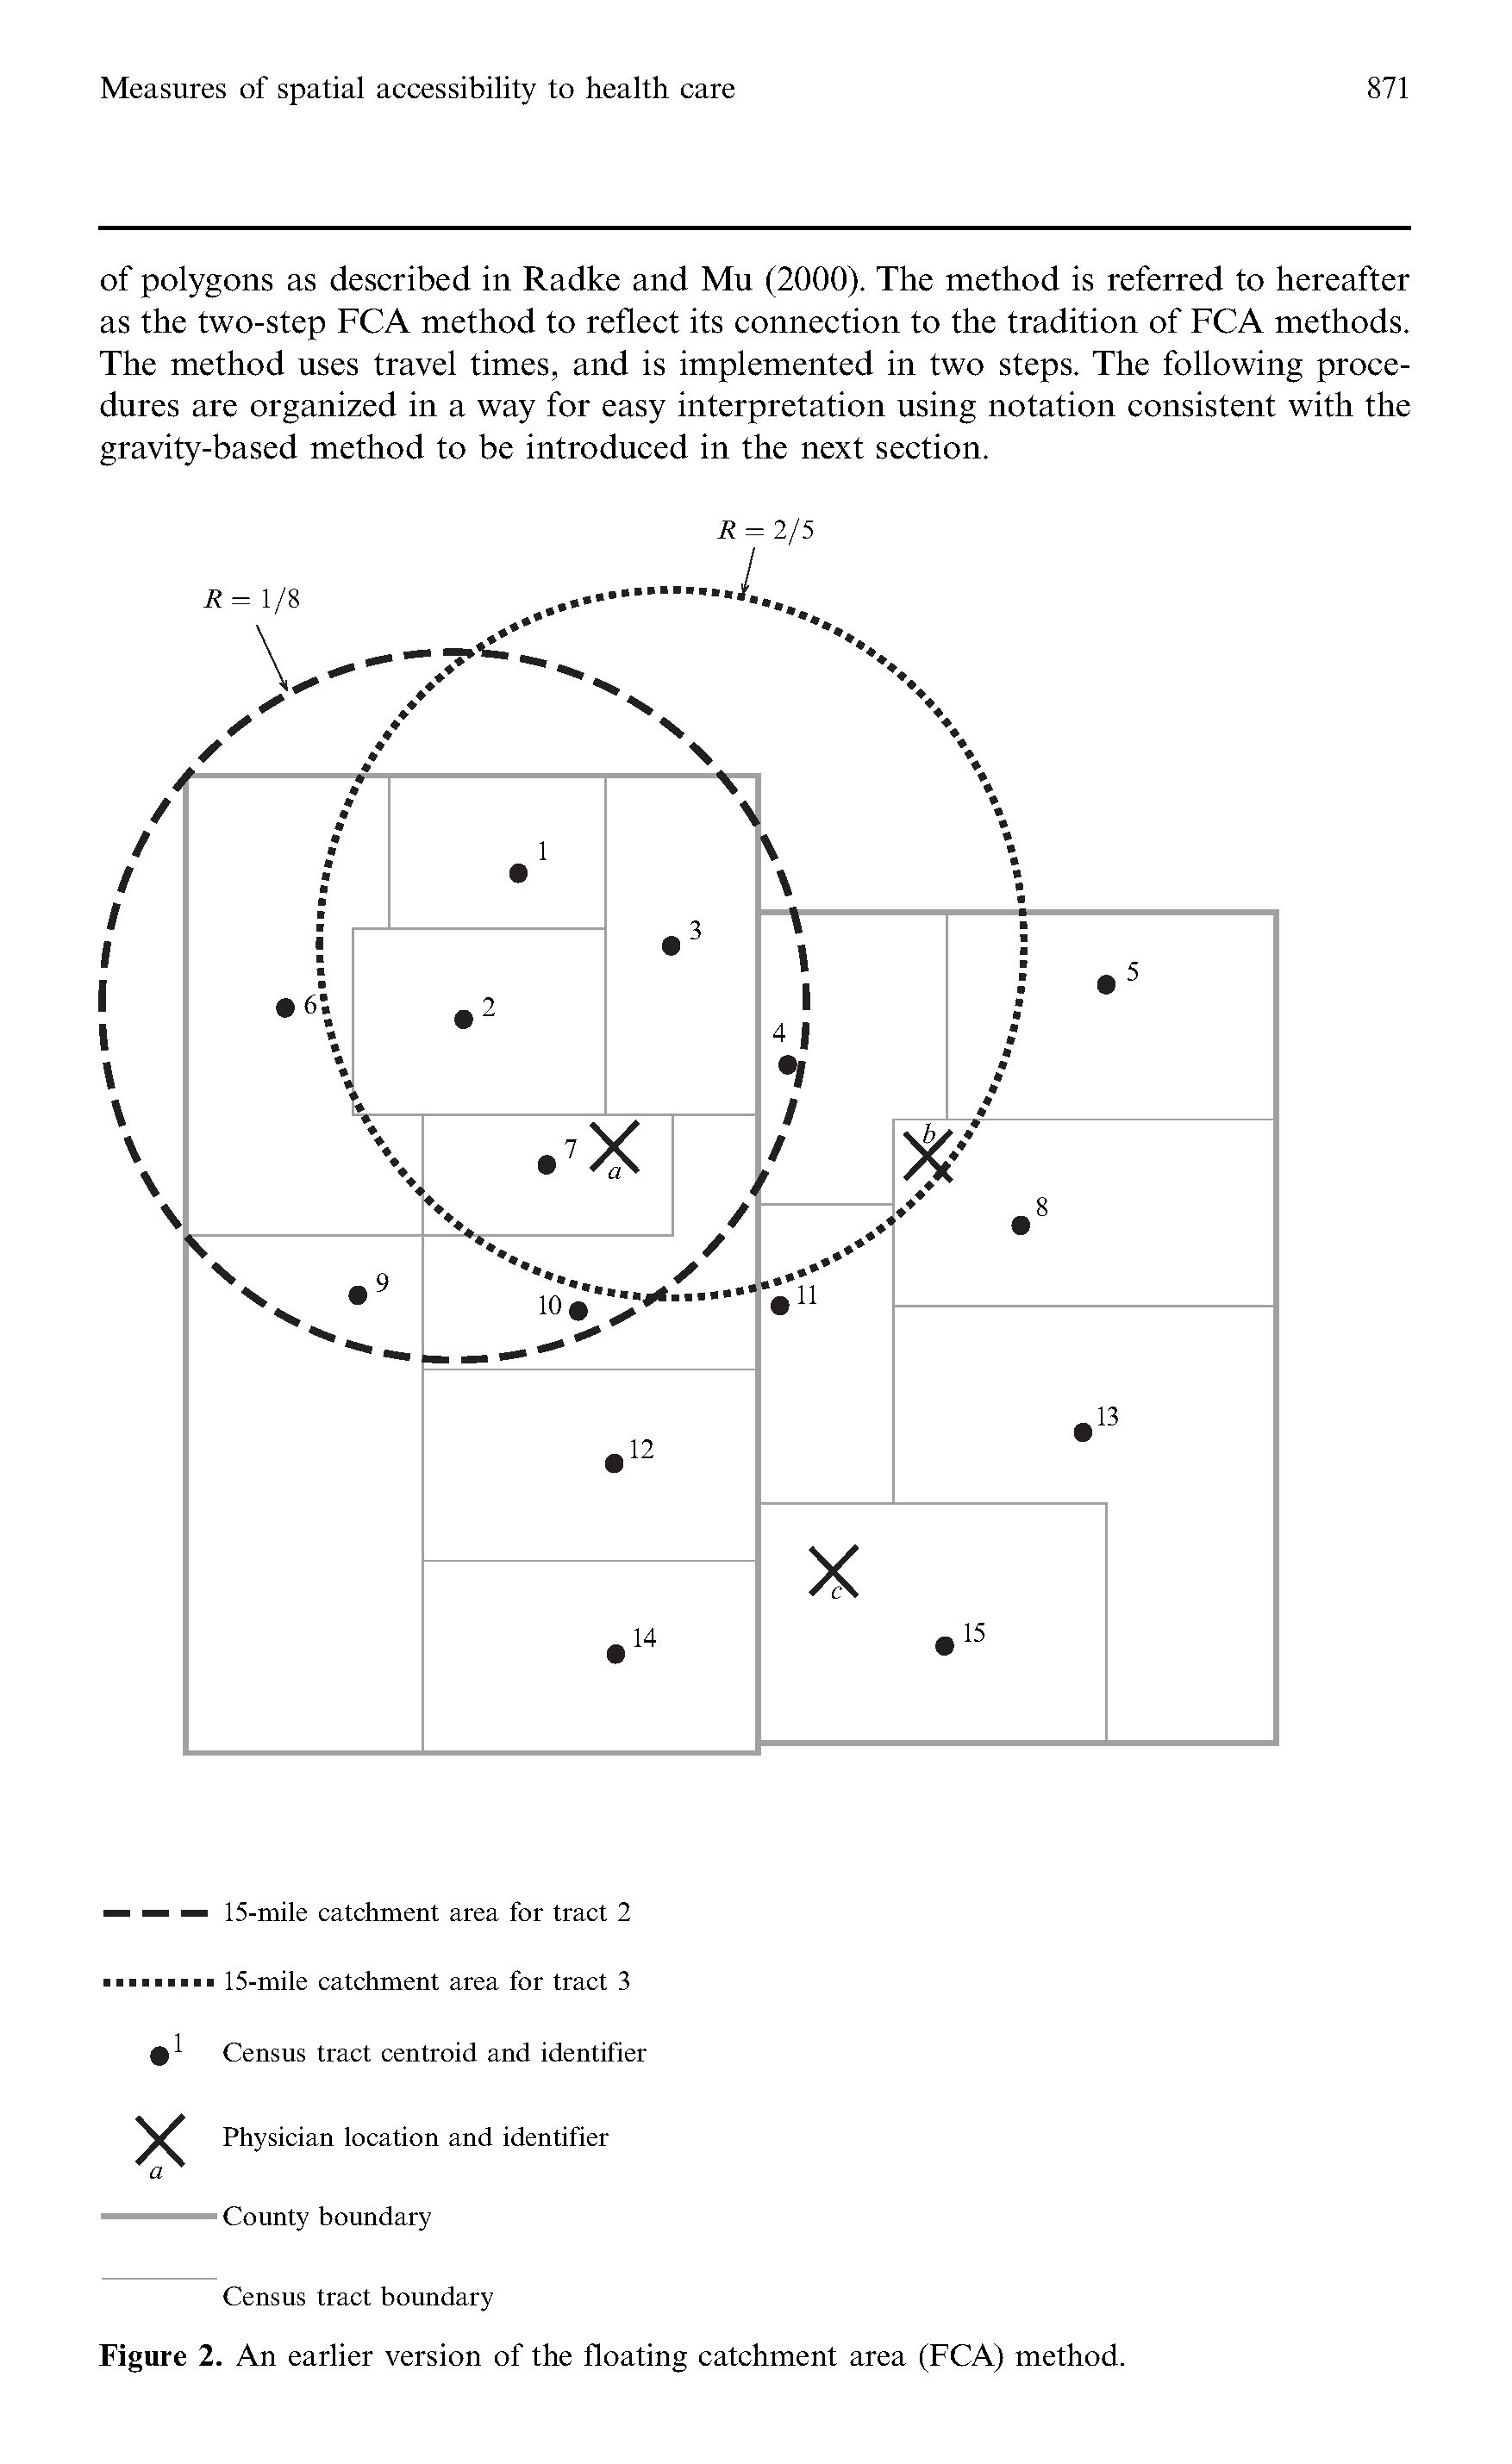 Measures of spatial accessibility to health care 871
of polygons as described in Radke and Mu (2000). The method is referred to hereafter
as the two-step FCA method to reflect its connection to the tradition of FCA methods.
The method uses travel times, and is implemented in two steps. The following proce-
dures are organized in a way for easy interpretation using notation consistent with the
gravity-based method to be introduced in the next section.
R = 2/5
R = 1/8
1
3
5
6
2
4
7
a
b
8
9
10
11
13
12
c
14
15
15-mile catchment area for tract 2
15-mile catchment area for tract 3
1 Census tract centroid and identifier
Physician location and identifier
a
County boundary
Census tract boundary
Figure 2. An earlier version of the floating catchment area (FCA) method.